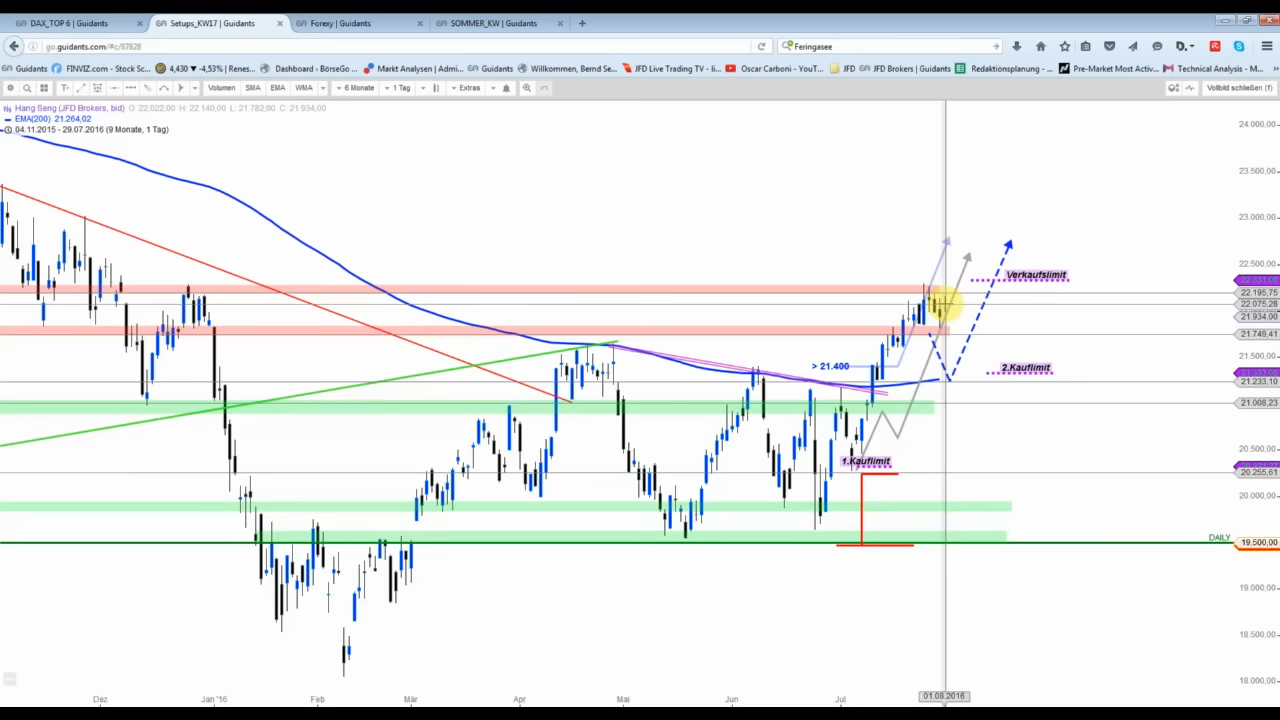 DAX_TOP 6 | Guidants
Setups_KW17 | Guidants
Forexy | Guidants
SOMMER_KW | Guidants
go.guidants.com/#c/87828
Feringasee
Guidants
FINVIZ.com - Stock Sc...
4,430 ▾ -4,53% | Renes...
Dashboard - BörseGo ...
Markt Analysen | Admi...
Guidants
Willkommen, Bernd Se...
JFD Live Trading TV - li...
Oscar Carboni - YouT...
JFD
JFD Brokers | Guidants
Redaktionsplanung - ...
Pre-Market Most Activ...
Technical Analysis - M...
Volumen
SMA
EMA
WMA
6 Monate
1 Tag
Extras
Vollbild schließen (f)
Hang Seng (JFD Brokers, bid) O: 22.022,00 H: 22.140,00 L: 21.782,00 C: 21.934,00
EMA(200) 21.264,02
04.11.2015 - 29.07.2016 (9 Monate, 1 Tag)
24.000,00
23.500,00
23.000,00
22.500,00
Verkaufslimit
22.195,75
22.075,28
21.934,00
21.749,41
21.500,00
> 21.400
2.Kauflimit
21.233,10
21.008,23
20.500,00
1.Kauflimit
20.255,61
20.000,00
DAILY
19.500,00
19.000,00
18.500,00
18.000,00
Dez
Jan '16
Feb
Mär
Apr
Mai
Jun
Jul
01.08.2016